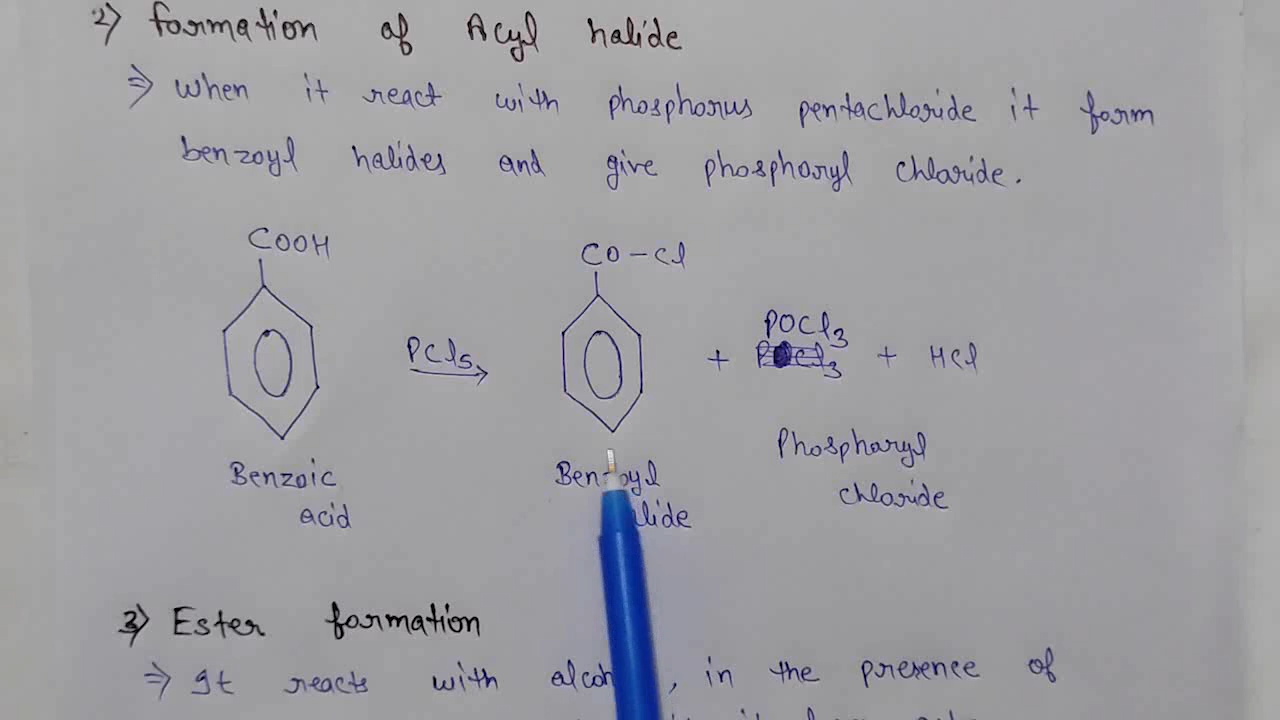 2) formation of Acyl halide
⇒ When it react with phosphorus pentachloride it form
benzoyl halides and give phosphoryl chloride.
COOH
CO-Cl
PCl5
+ POCl3 + HCl
Benzoic
acid
Benzoyl
Phosphoryl
chloride
3) Ester formation
⇒ It reacts with , in the presence of